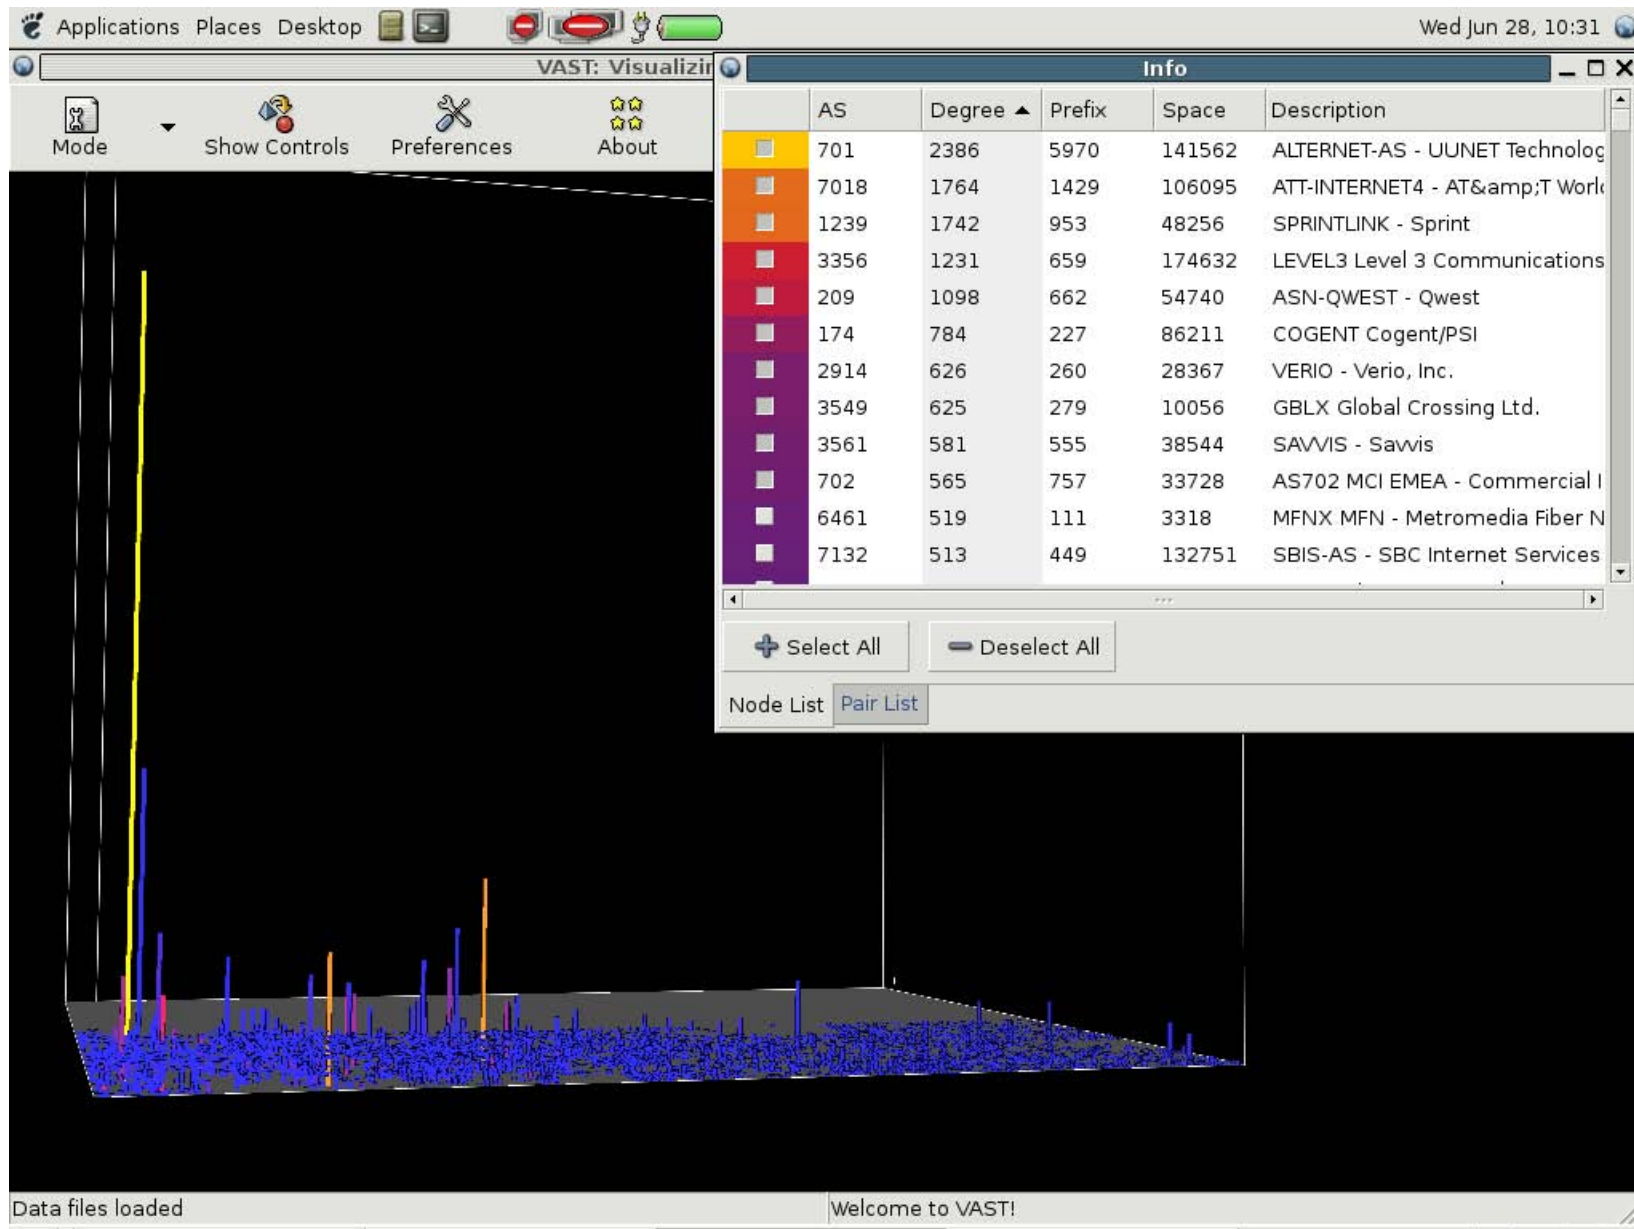 Applications Places Desktop Wed Jun 28, 10:31
VAST: Visualizin
Info
Mode Show Controls Preferences About
AS Degree Prefix Space Description
701 2386 5970 141562 ALTERNET-AS - UUNET Technolog
7018 1764 1429 106095 ATT-INTERNET4 - AT&amp;T Worl
1239 1742 953 48256 SPRINTLINK - Sprint
3356 1231 659 174632 LEVEL3 Level 3 Communications
209 1098 662 54740 ASN-QWEST - Qwest
174 784 227 86211 COGENT Cogent/PSI
2914 626 260 28367 VERIO - Verio, Inc.
3549 625 279 10056 GBLX Global Crossing Ltd.
3561 581 555 38544 SAVVIS - Savvis
702 565 757 33728 AS702 MCI EMEA - Commercial I
6461 519 111 3318 MFNX MFN - Metromedia Fiber N
7132 513 449 132751 SBIS-AS - SBC Internet Services
Select All Deselect All
Node List Pair List
Data files loaded Welcome to VAST!